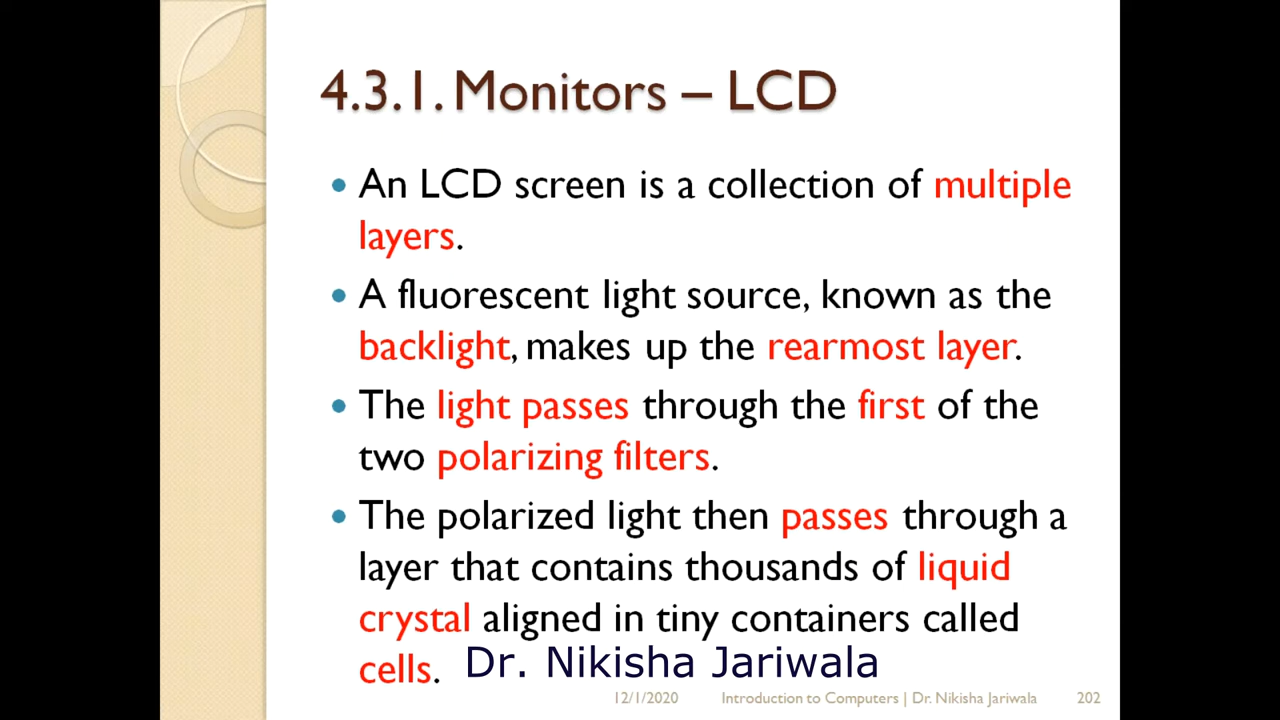 4.3.1. Monitors – LCD
• An LCD screen is a collection of multiple
layers.
• A fluorescent light source, known as the
backlight, makes up the rearmost layer.
• The light passes through the first of the
two polarizing filters.
• The polarized light then passes through a
layer that contains thousands of liquid
crystal aligned in tiny containers called
cells.
Dr. Nikisha Jariwala
12/1/2020 Introduction to Computers | Dr. Nikisha Jariwala 202